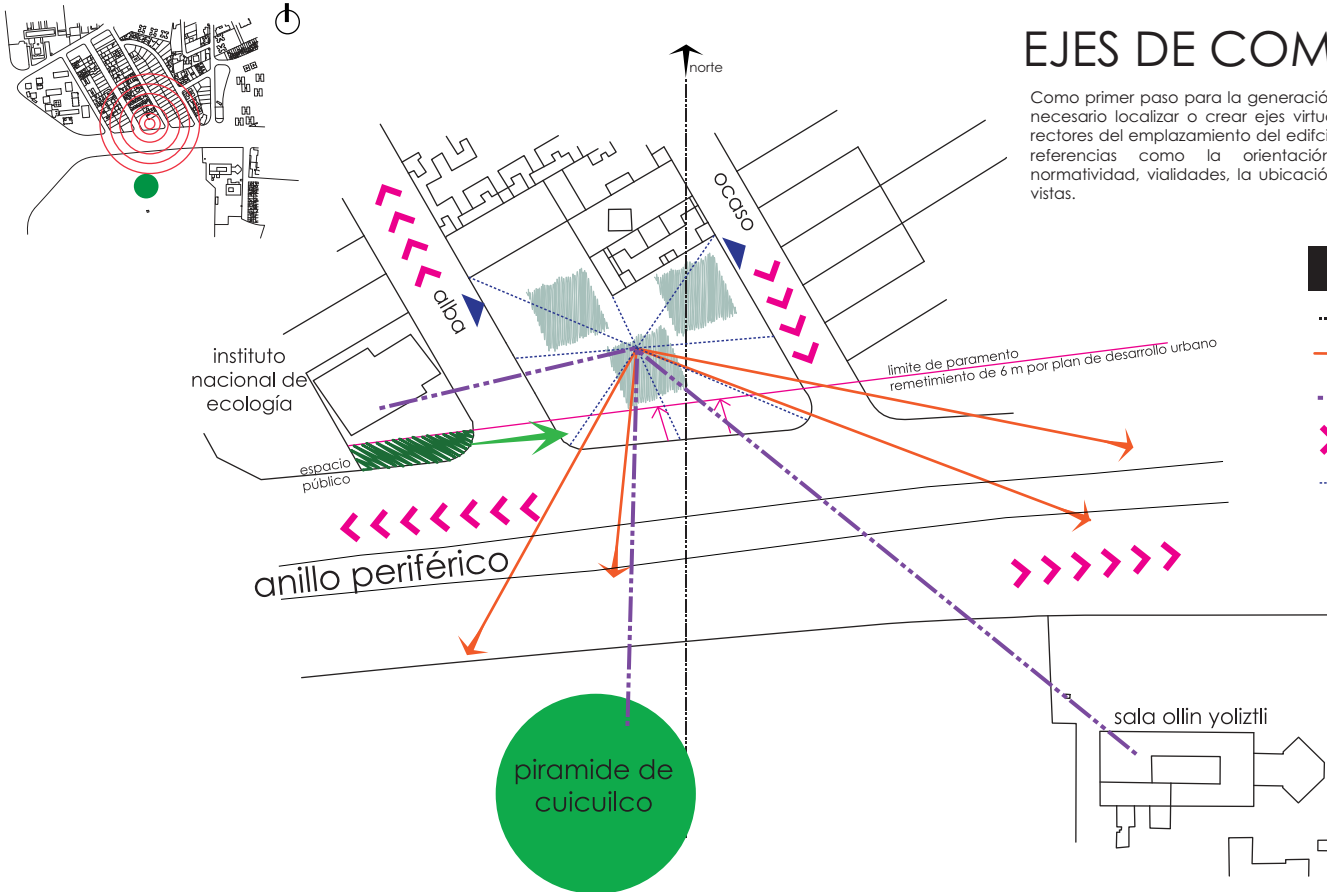 norte
EJES DE COM
Como primer paso para la generació
necesario localizar o crear ejes virtu
rectores del emplazamiento del edifci
referencias como la orientación
normatividad, vialidades, la ubicació
vistas.
ocaso
alba
instituto
nacional de
ecología
limite de paramento
remetimiento de 6 m por plan de desarrollo urbano
espacio
público
anillo periférico
sala ollin yoliztli
piramide de
cuicuilco